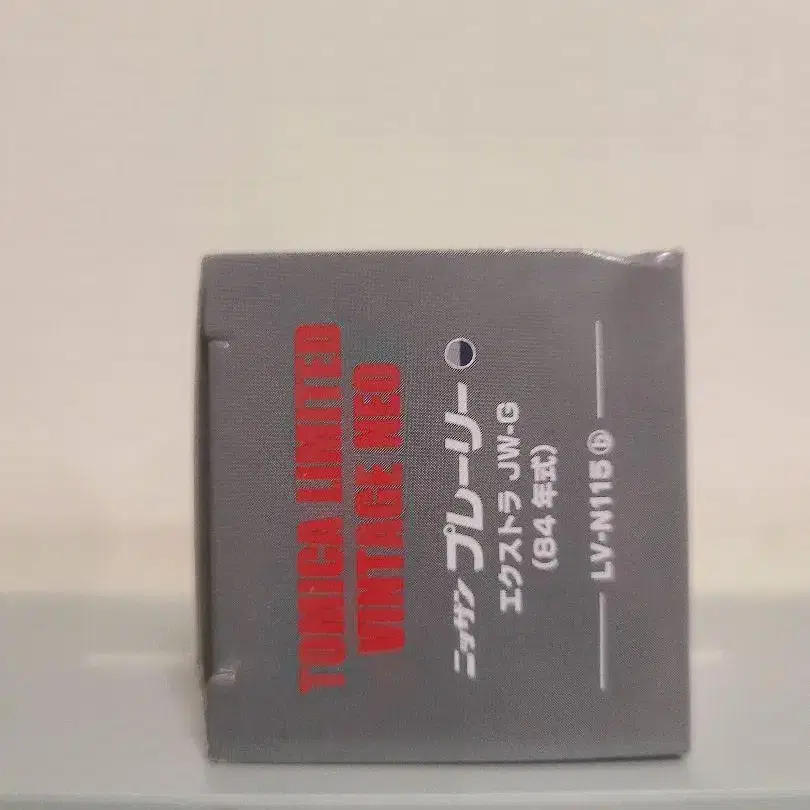 TOMICA LIMITED
VINTAGE NEO
ニッサン プレーリー
エクストラ JW-G
(84年式)
LV-N115 ⓑ